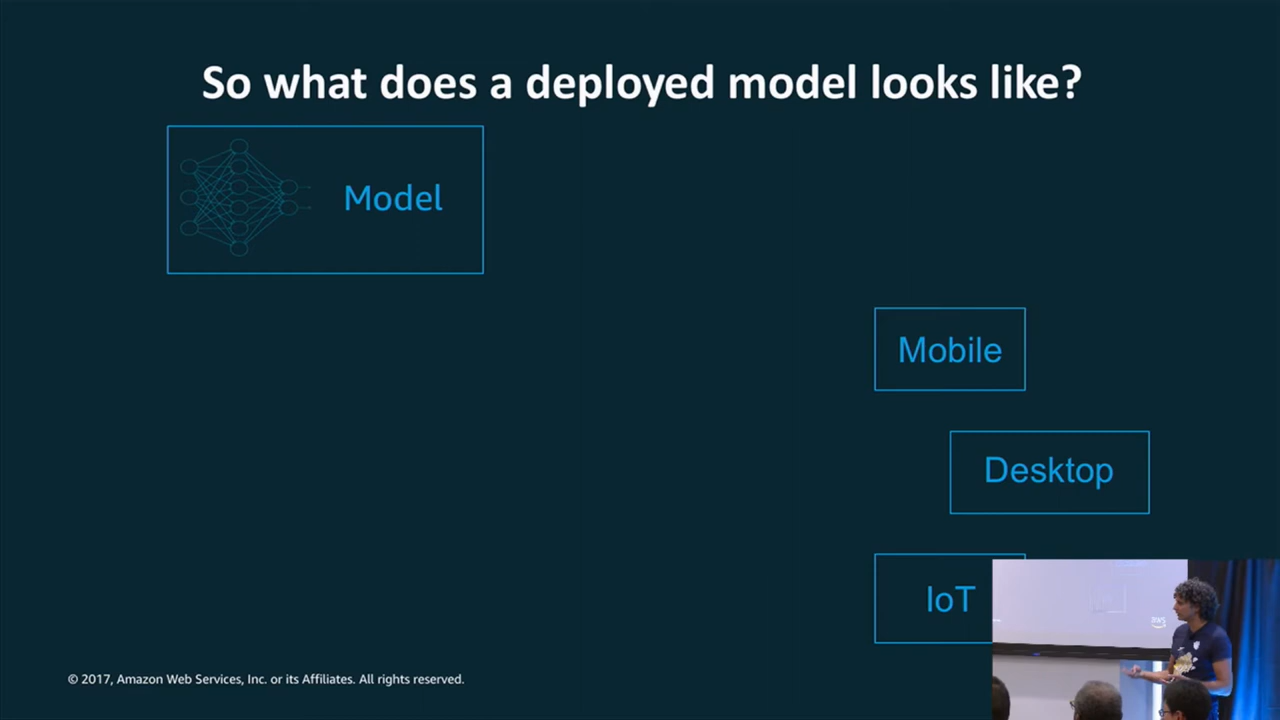 So what does a deployed model looks like?
Model
Mobile
Desktop
IoT
aws
© 2017, Amazon Web Services, Inc. or its Affiliates. All rights reserved.